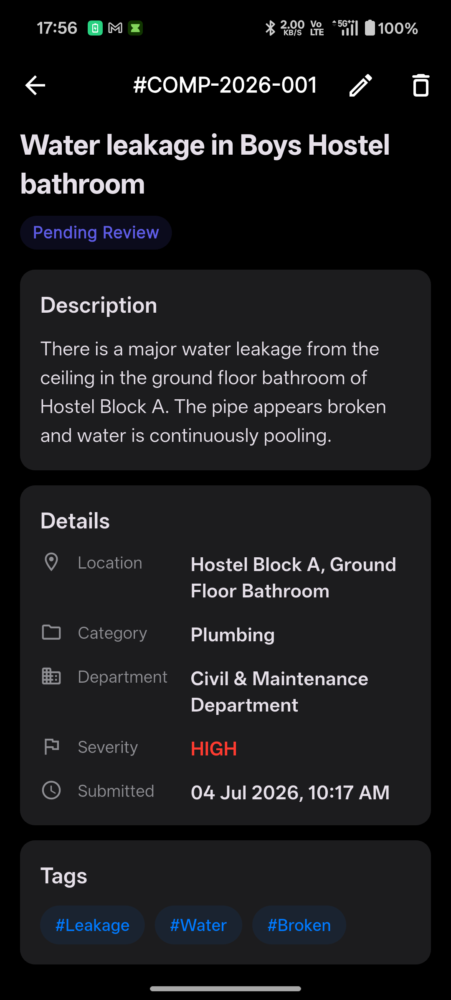 17:56 2.00 KB/S Vo LTE 5G++ 100%
#COMP-2026-001
Water leakage in Boys Hostel
bathroom
Pending Review
Description
There is a major water leakage from the
ceiling in the ground floor bathroom of
Hostel Block A. The pipe appears broken
and water is continuously pooling.
Details
Location Hostel Block A, Ground
Floor Bathroom
Category Plumbing
Department Civil & Maintenance
Department
Severity HIGH
Submitted 04 Jul 2026, 10:17 AM
Tags
#Leakage #Water #Broken